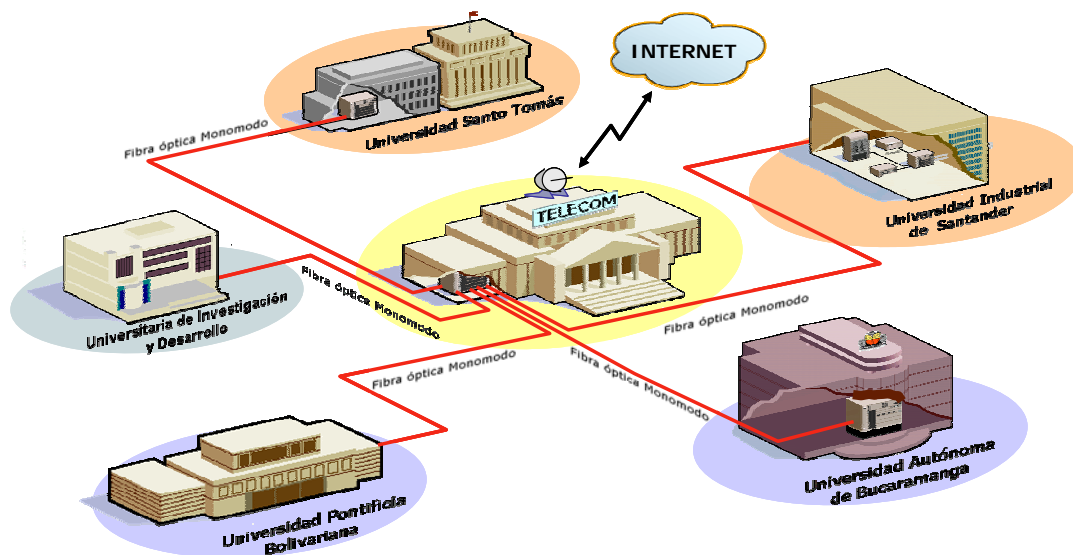 INTERNET
Fibra óptica Monomodo
Universidad Santo Tomás
TELECOM
Universidad Industrial
de Santander
Fibra óptica Monomodo
Universitaria de Investigación
y Desarrollo
Fibra óptica Monomodo
Fibra óptica Monomodo
Fibra óptica Monomodo
Universidad Autónoma
de Bucaramanga
Universidad Pontificia
Bolivariana